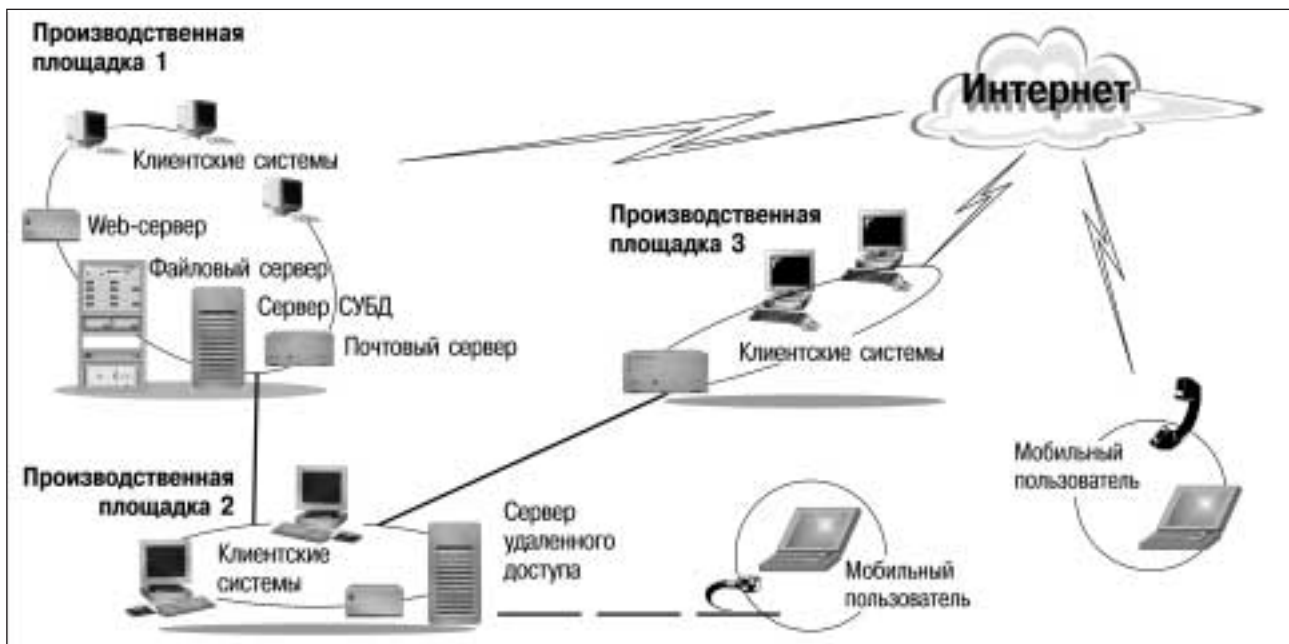 Производственная
площадка 1
Интернет
Клиентские системы
Web-сервер
Файловый сервер
Сервер СУБД
Почтовый сервер
Производственная
площадка 3
Клиентские системы
Производственная
площадка 2
Клиентские
системы
Сервер
удаленного
доступа
Мобильный
пользователь
Мобильный
пользователь